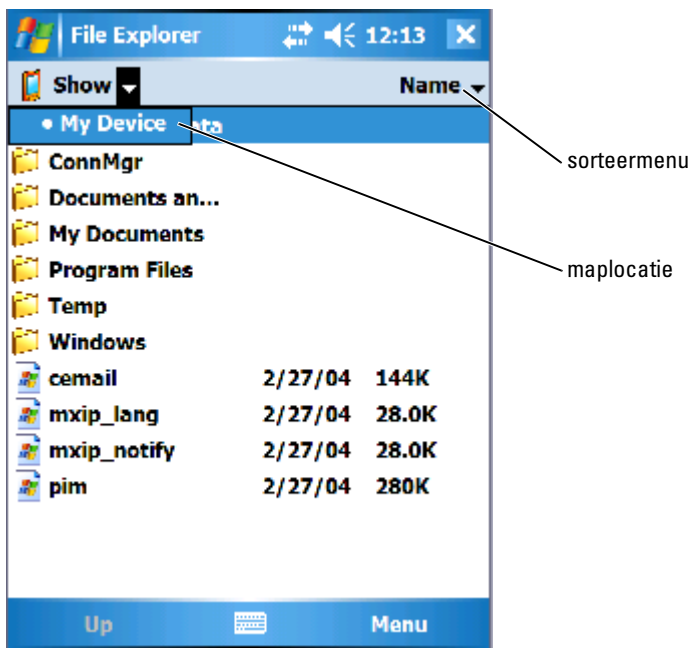 File Explorer 12:13
Show Name
• My Device ata
sorteermenu
ConnMgr
Documents an...
My Documents
maplocatie
Program Files
Temp
Windows
cemail 2/27/04 144K
mxip_lang 2/27/04 28.0K
mxip_notify 2/27/04 28.0K
pim 2/27/04 280K
Up Menu